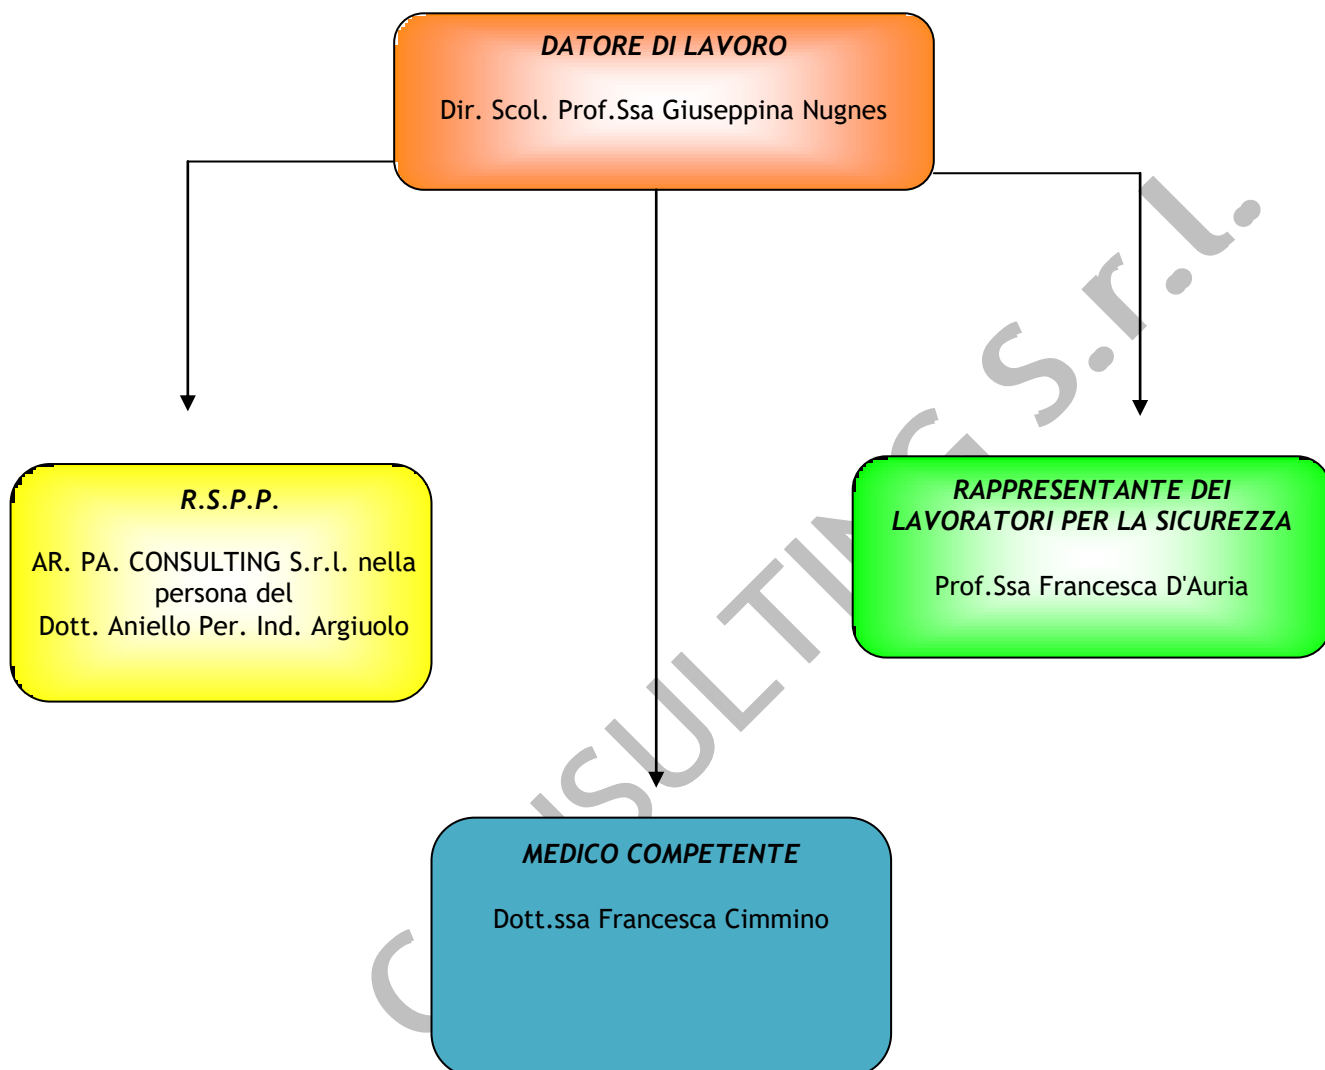 DATORE DI LAVORO
Dir. Scol. Prof.Ssa Giuseppina Nugnes
R.S.P.P.
AR. PA. CONSULTING S.r.l. nella
persona del
Dott. Aniello Per. Ind. Argiuolo
RAPPRESENTANTE DEI
LAVORATORI PER LA SICUREZZA
Prof.Ssa Francesca D'Auria
MEDICO COMPETENTE
Dott.ssa Francesca Cimmino
CONSULTING S.r.l.